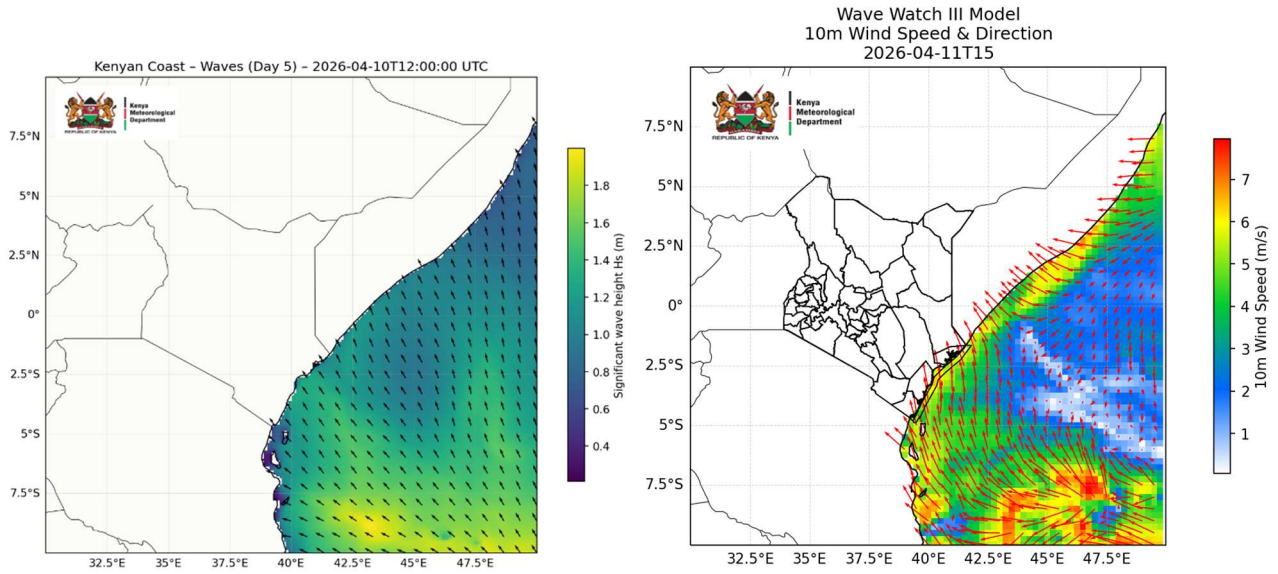 Kenyan Coast – Waves (Day 5) – 2026-04-10T12:00:00 UTC
Kenya
Meteorological
Department
REPUBLIC OF KENYA
7.5°N
5°N
2.5°N
0°
2.5°S
5°S
7.5°S
32.5°E
35°E
37.5°E
40°E
42.5°E
45°E
47.5°E
1.8
1.6
1.4
1.2
1.0
0.8
0.6
0.4
Significant wave height Hs (m)
Wave Watch III Model
10m Wind Speed & Direction
2026-04-11T15
Kenya
Meteorological
Department
REPUBLIC OF KENYA
7.5°N
5°N
2.5°N
0°
2.5°S
5°S
7.5°S
32.5°E
35°E
37.5°E
40°E
42.5°E
45°E
47.5°E
7
6
5
4
3
2
1
10m Wind Speed (m/s)